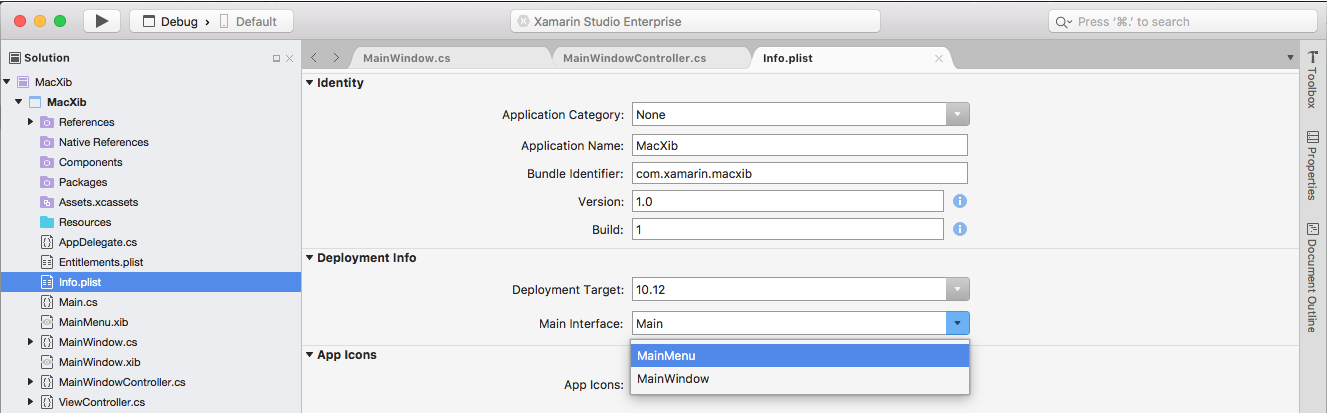 Debug › Default
Xamarin Studio Enterprise
Press ‘⌘.’ to search
Solution
MainWindow.cs
MainWindowController.cs
Info.plist
MacXib
MacXib
References
Native References
Components
Packages
Assets.xcassets
Resources
AppDelegate.cs
Entitlements.plist
Info.plist
Main.cs
MainMenu.xib
MainWindow.cs
MainWindow.xib
MainWindowController.cs
ViewController.cs
Identity
Application Category: None
Application Name: MacXib
Bundle Identifier: com.xamarin.macxib
Version: 1.0
Build: 1
Deployment Info
Deployment Target: 10.12
Main Interface: Main
MainMenu
MainWindow
App Icons
App Icons:
Toolbox
Properties
Document Outline